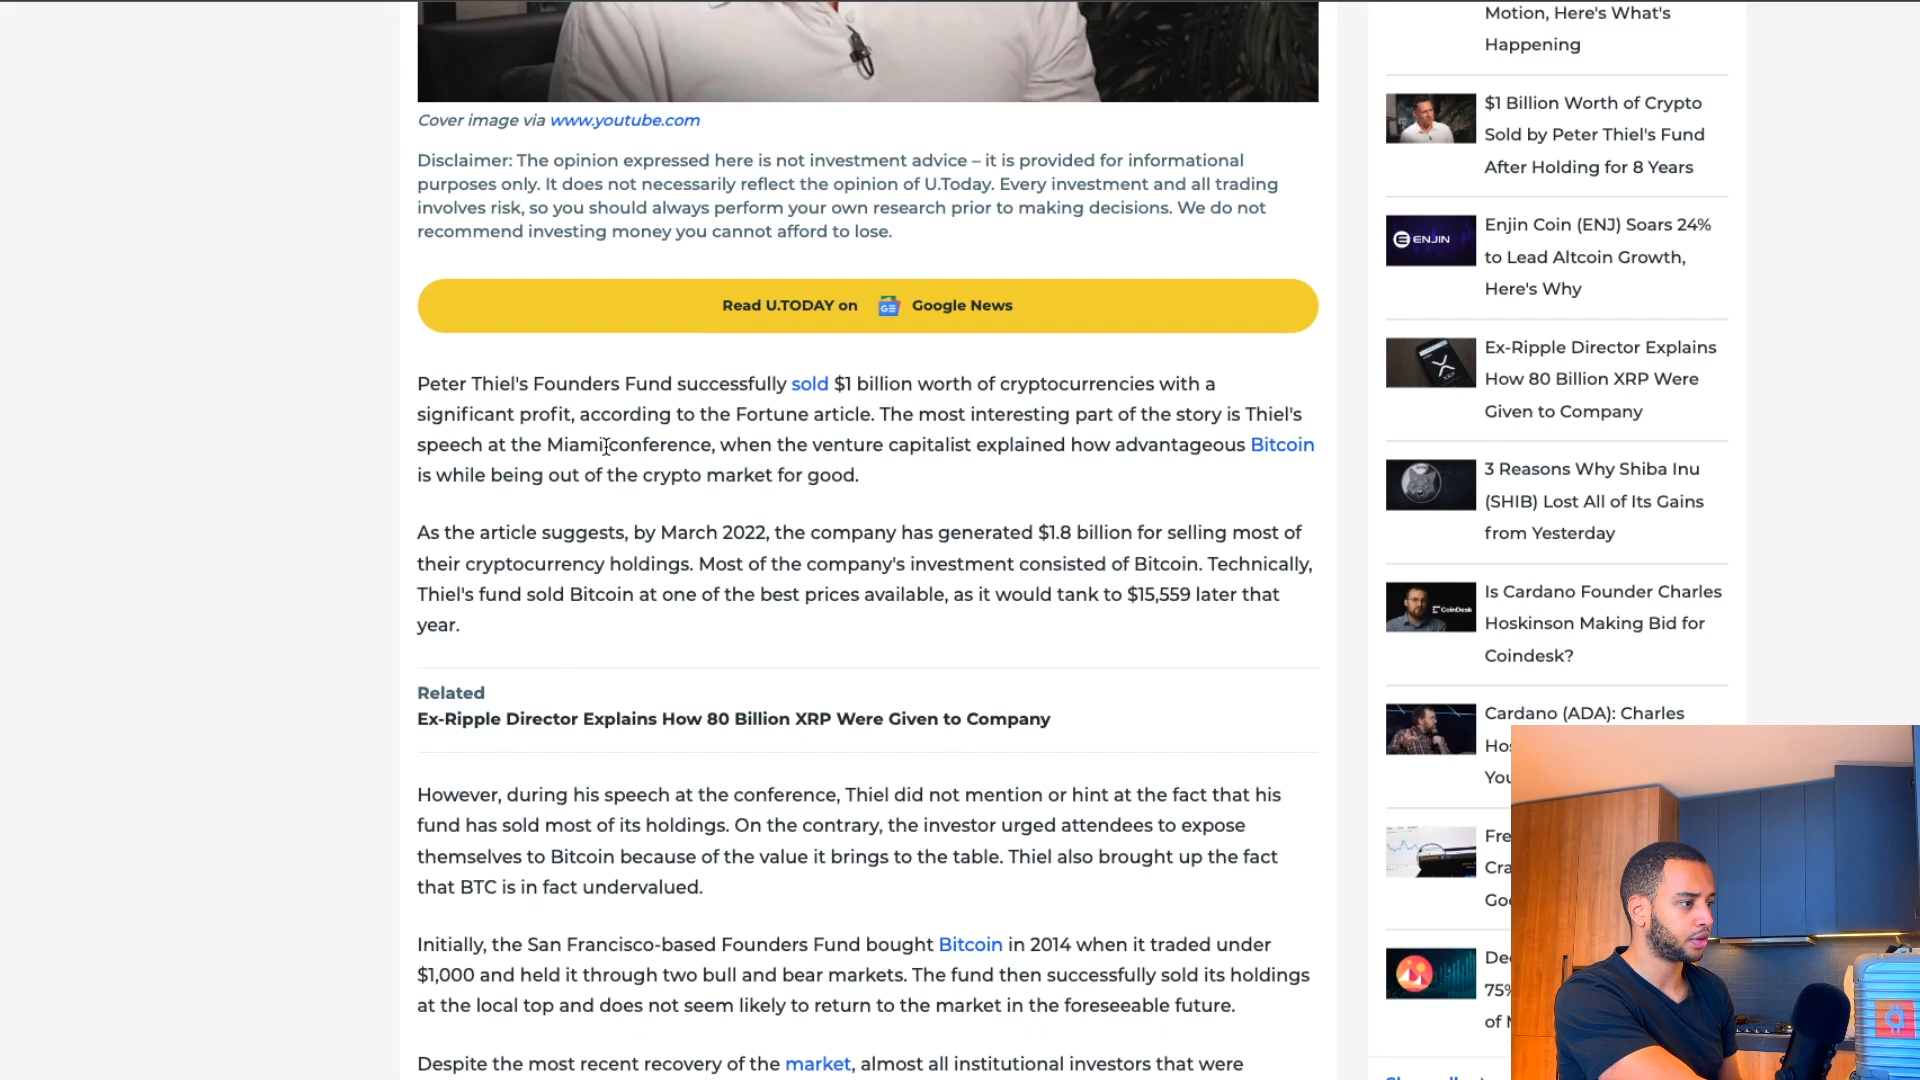 Cover image via www.youtube.com
Disclaimer: The opinion expressed here is not investment advice – it is provided for informational
purposes only. It does not necessarily reflect the opinion of U.Today. Every investment and all trading
involves risk, so you should always perform your own research prior to making decisions. We do not
recommend investing money you cannot afford to lose.
Read U.TODAY on GE Google News
Peter Thiel's Founders Fund successfully sold $1 billion worth of cryptocurrencies with a
significant profit, according to the Fortune article. The most interesting part of the story is Thiel's
speech at the Miami conference, when the venture capitalist explained how advantageous Bitcoin
is while being out of the crypto market for good.
As the article suggests, by March 2022, the company has generated $1.8 billion for selling most of
their cryptocurrency holdings. Most of the company's investment consisted of Bitcoin. Technically,
Thiel's fund sold Bitcoin at one of the best prices available, as it would tank to $15,559 later that
year.
Related
Ex-Ripple Director Explains How 80 Billion XRP Were Given to Company
However, during his speech at the conference, Thiel did not mention or hint at the fact that his
fund has sold most of its holdings. On the contrary, the investor urged attendees to expose
themselves to Bitcoin because of the value it brings to the table. Thiel also brought up the fact
that BTC is in fact undervalued.
Initially, the San Francisco-based Founders Fund bought Bitcoin in 2014 when it traded under
$1,000 and held it through two bull and bear markets. The fund then successfully sold its holdings
at the local top and does not seem likely to return to the market in the foreseeable future.
Despite the most recent recovery of the market, almost all institutional investors that were
Motion, Here's What's
Happening
$1 Billion Worth of Crypto
Sold by Peter Thiel's Fund
After Holding for 8 Years
ENJIN
Enjin Coin (ENJ) Soars 24%
to Lead Altcoin Growth,
Here's Why
Ex-Ripple Director Explains
How 80 Billion XRP Were
Given to Company
3 Reasons Why Shiba Inu
(SHIB) Lost All of Its Gains
from Yesterday
CoinDesk
Is Cardano Founder Charles
Hoskinson Making Bid for
Coindesk?
Cardano (ADA): Charles
Hos
You
Fre
Cra
Goo
De
75%
of M